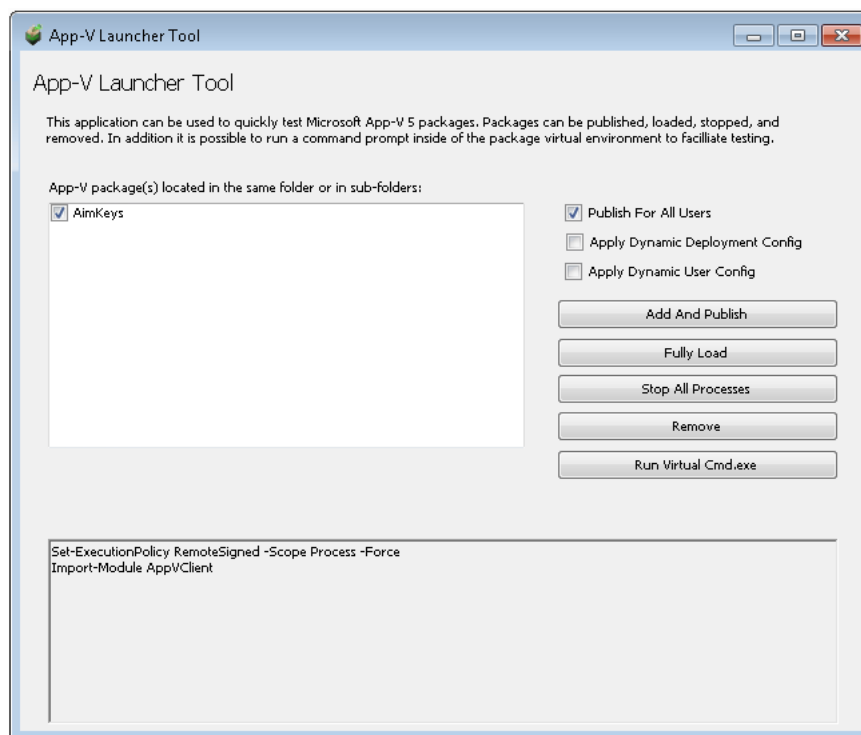 App-V Launcher Tool
App-V Launcher Tool
This application can be used to quickly test Microsoft App-V 5 packages. Packages can be published, loaded, stopped, and
removed. In addition it is possible to run a command prompt inside of the package virtual environment to facilliate testing.
App-V package(s) located in the same folder or in sub-folders:
AimKeys
Publish For All Users
Apply Dynamic Deployment Config
Apply Dynamic User Config
Add And Publish
Fully Load
Stop All Processes
Remove
Run Virtual Cmd.exe
Set-ExecutionPolicy RemoteSigned -Scope Process -Force
Import-Module AppVClient